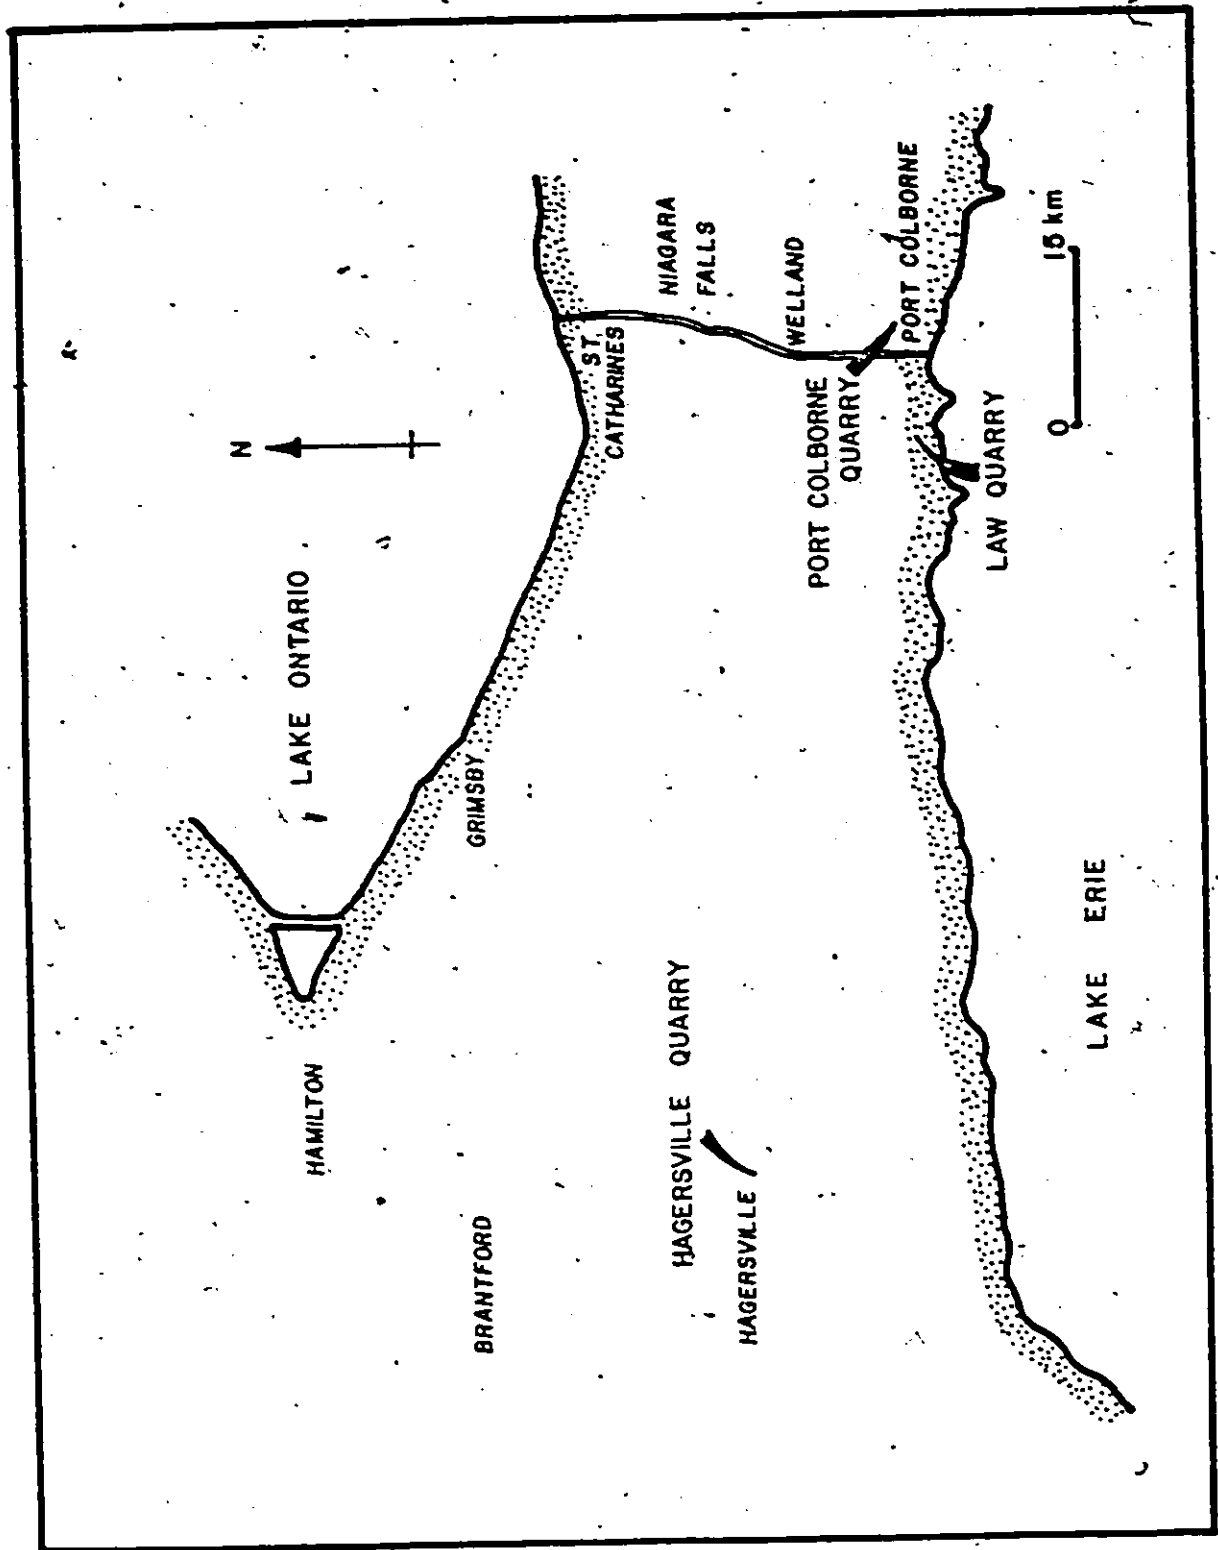 N
LAKE ONTARIO
HAMILTON
GRIMSBY
ST.
CATHARINES
NIAGARA
FALLS
BRANTFORD
WELLAND
HAGERSVILLE QUARRY
HAGERSVILLE
PORT COLBORNE
QUARRY
PORT COLBORNE
LAW QUARRY
LAKE ERIE
0 15 km